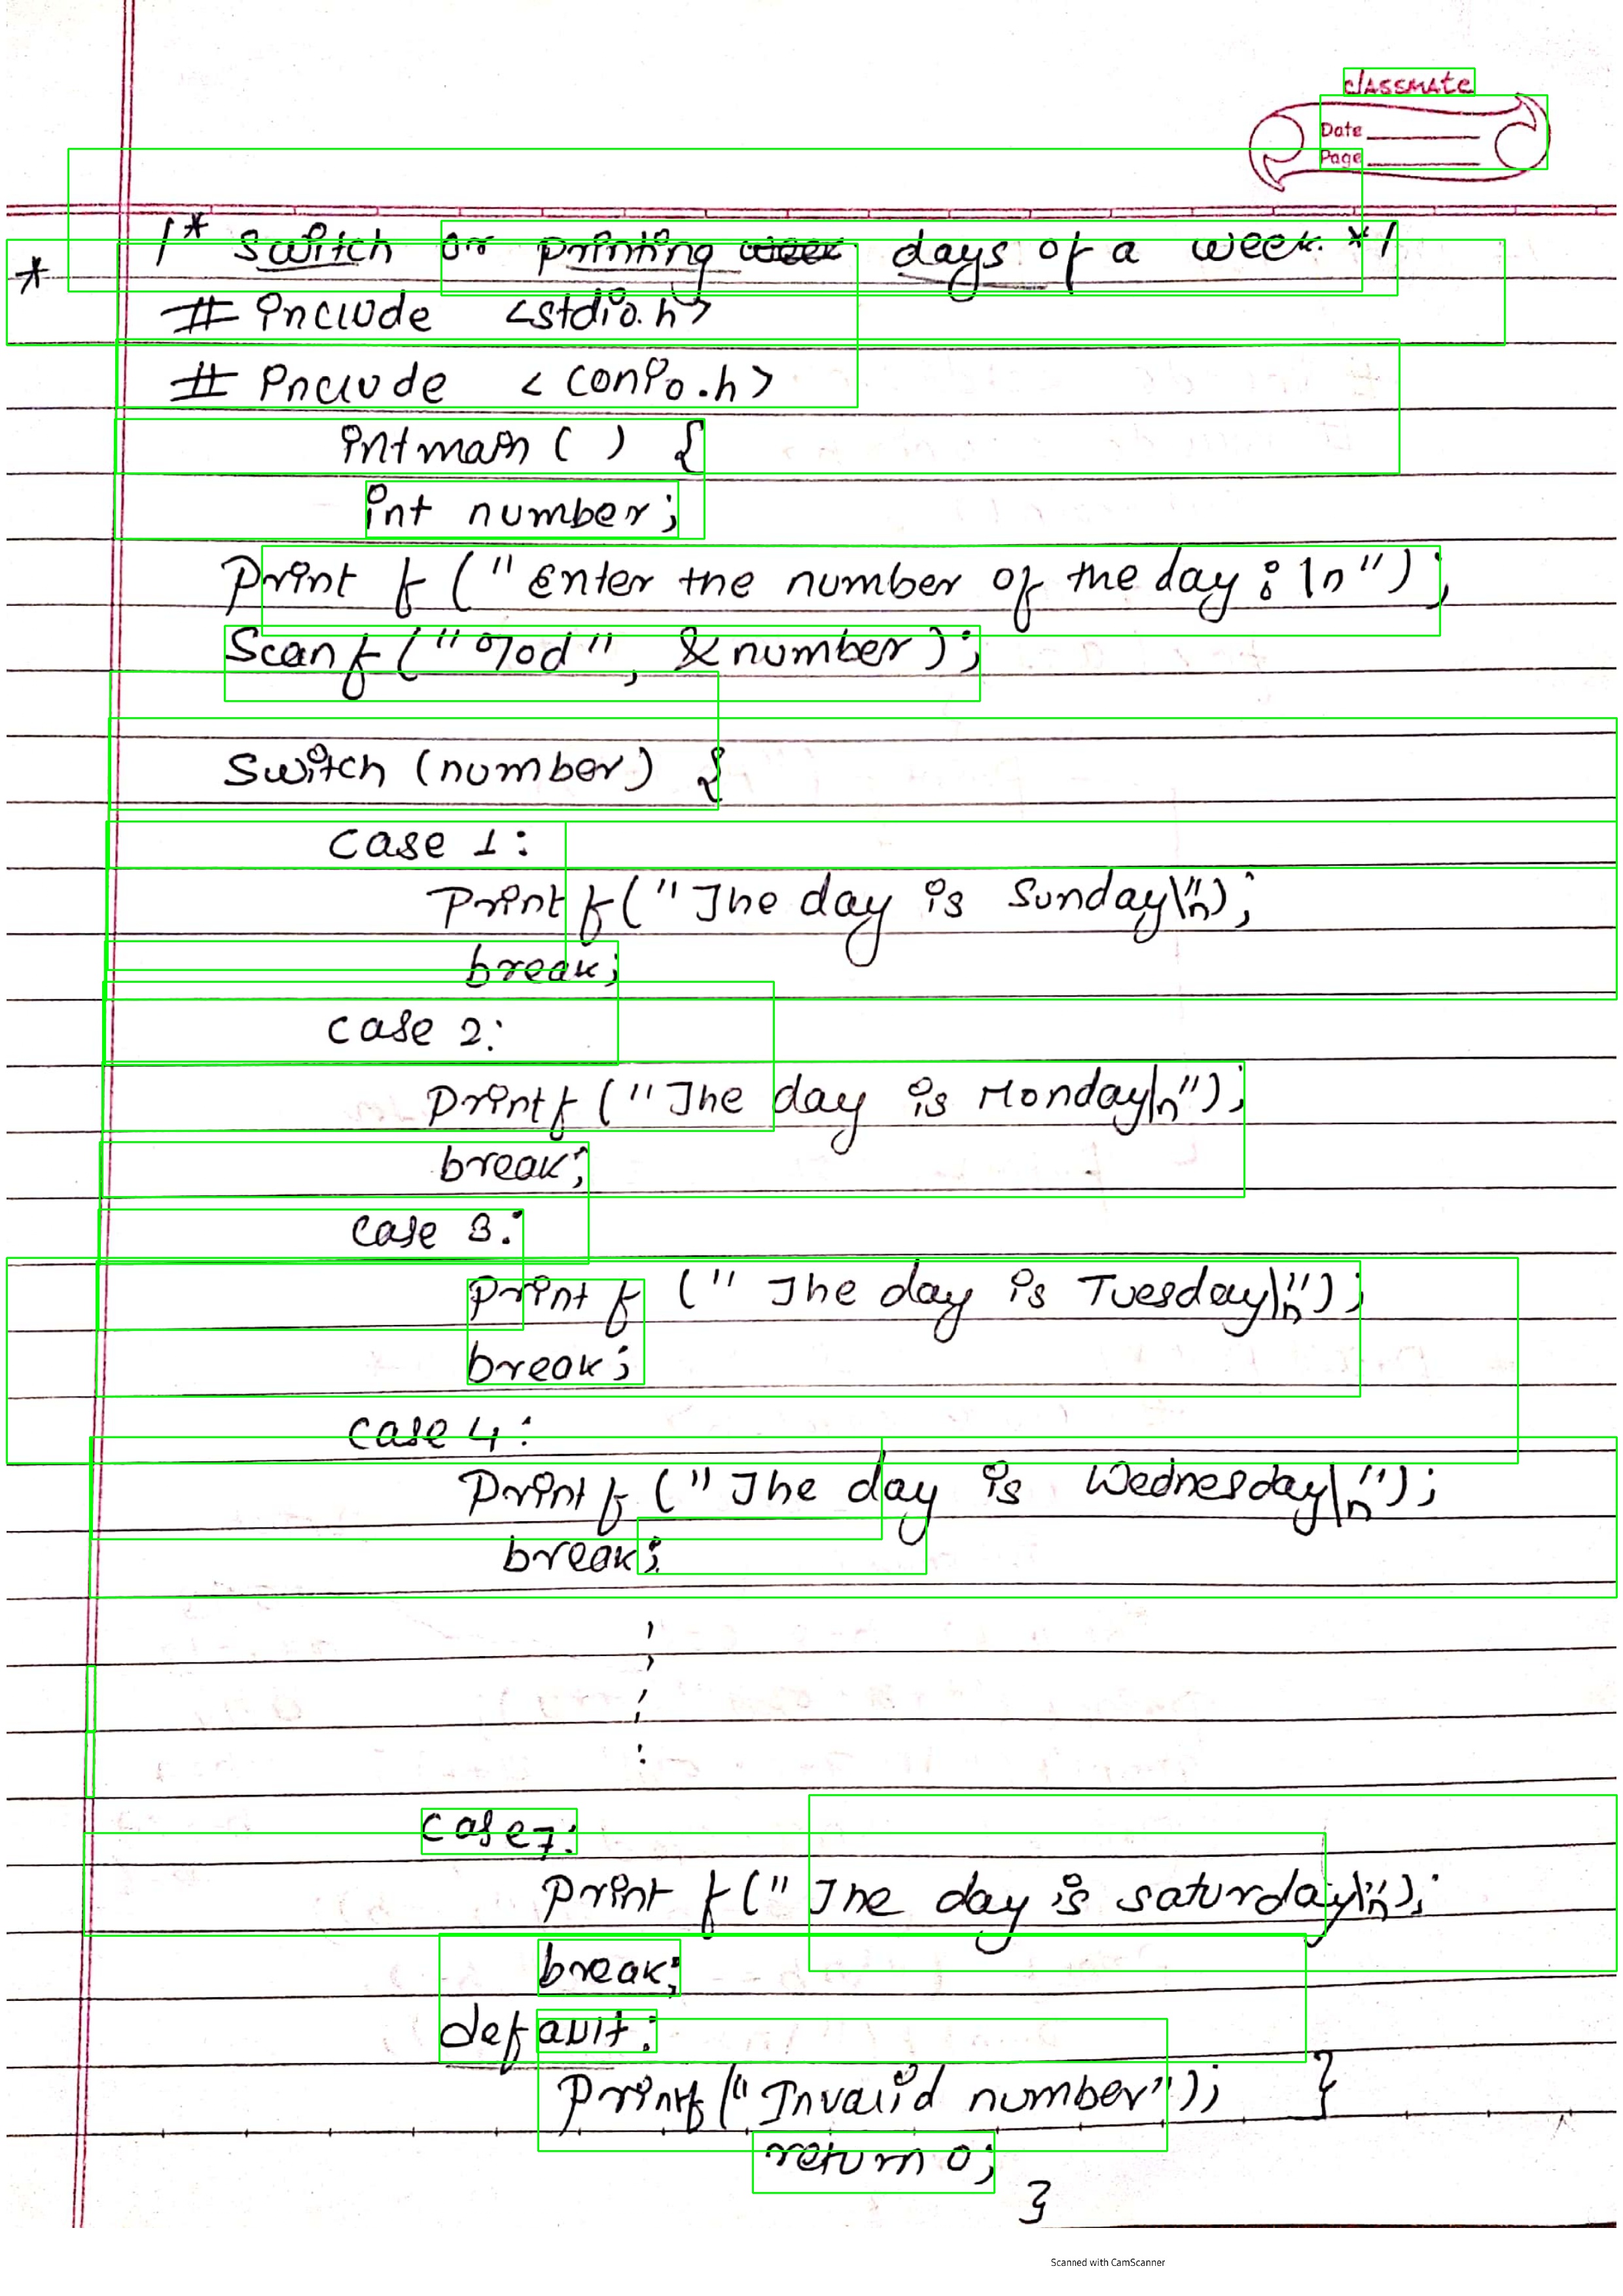 classmate
Date
Page
/* Switch or printing days of a week. */
* # include <stdio.h>
# include <conio.h>
int main ( ) {
int number;
Print f (" Enter the number of the day : \n") ;
Scanf ("%d", & number ) ;
Switch (number) {
case 1 :
Print f ("The day is Sunday\n");
break;
case 2 :
printf ("The day is Monday\n");
break;
case 3 :
print f (" The day is Tuesday\n");
break;
case 4 :
Print f ("The day is Wednesday\n");
break;
case 7:
print f (" The day is saturday\n");
break;
default :
printf ("Invalid number"); }
return 0;
}
Scanned with CamScanner